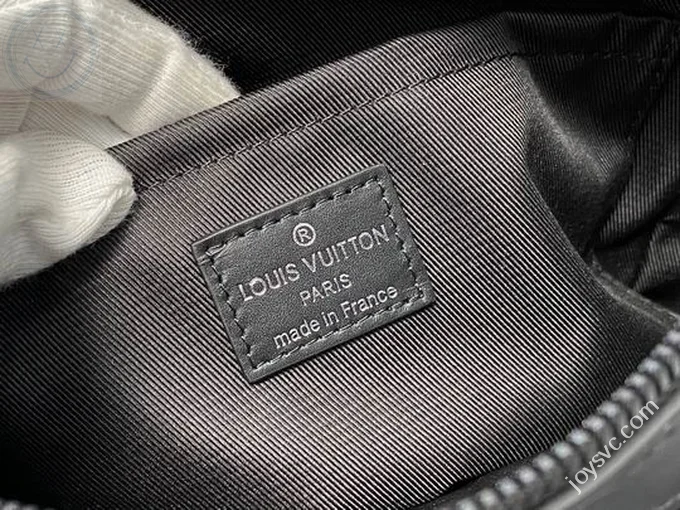 ®
LOUIS VUITTON
PARIS
made in France
joysvc.com